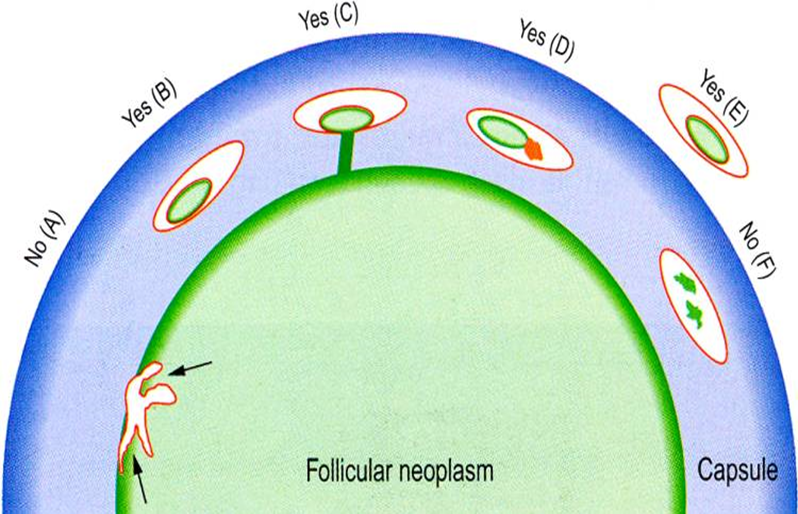 No (A)
Yes (B)
Yes (C)
Yes (D)
Yes (E)
No (F)
Follicular neoplasm
Capsule